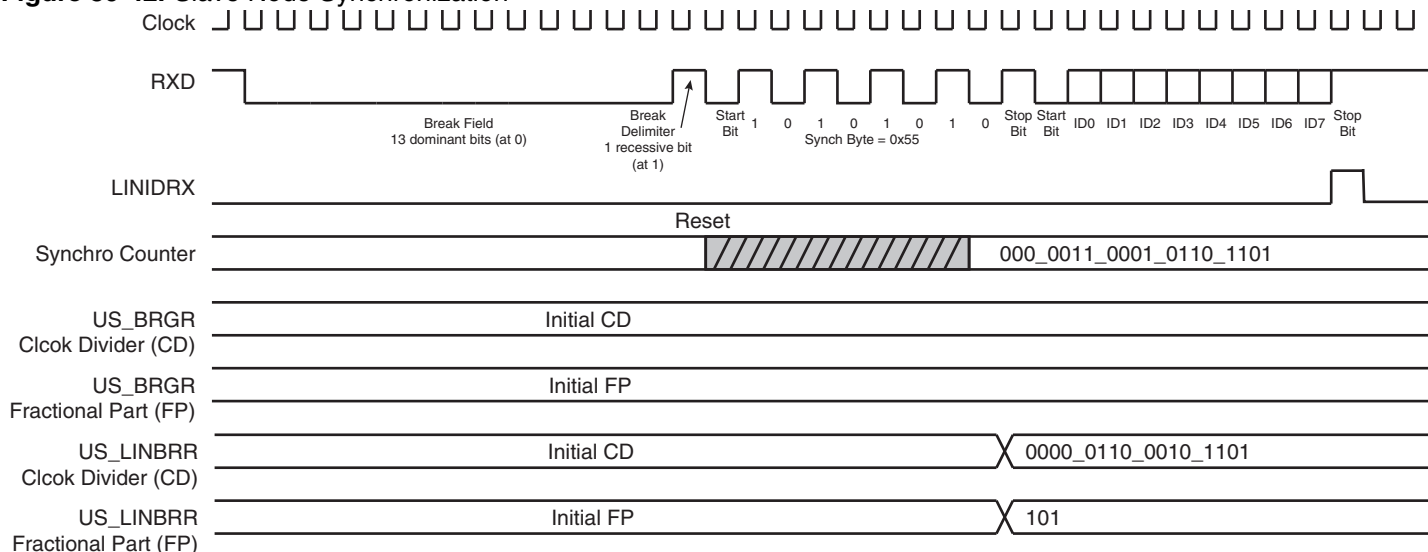 Clock
RXD
Break Field
13 dominant bits (at 0)
Break
Delimiter
1 recessive bit
(at 1)
Start
Bit
1 0 1 0 1 0 1 0
Synch Byte = 0x55
Stop
Bit
Start
Bit
ID0 ID1 ID2 ID3 ID4 ID5 ID6 ID7
Stop
Bit
LINIDRX
Reset
Synchro Counter
000_0011_0001_0110_1101
US_BRGR
Clcok Divider (CD)
Initial CD
US_BRGR
Fractional Part (FP)
Initial FP
US_LINBRR
Clcok Divider (CD)
Initial CD
0000_0110_0010_1101
US_LINBRR
Fractional Part (FP)
Initial FP
101